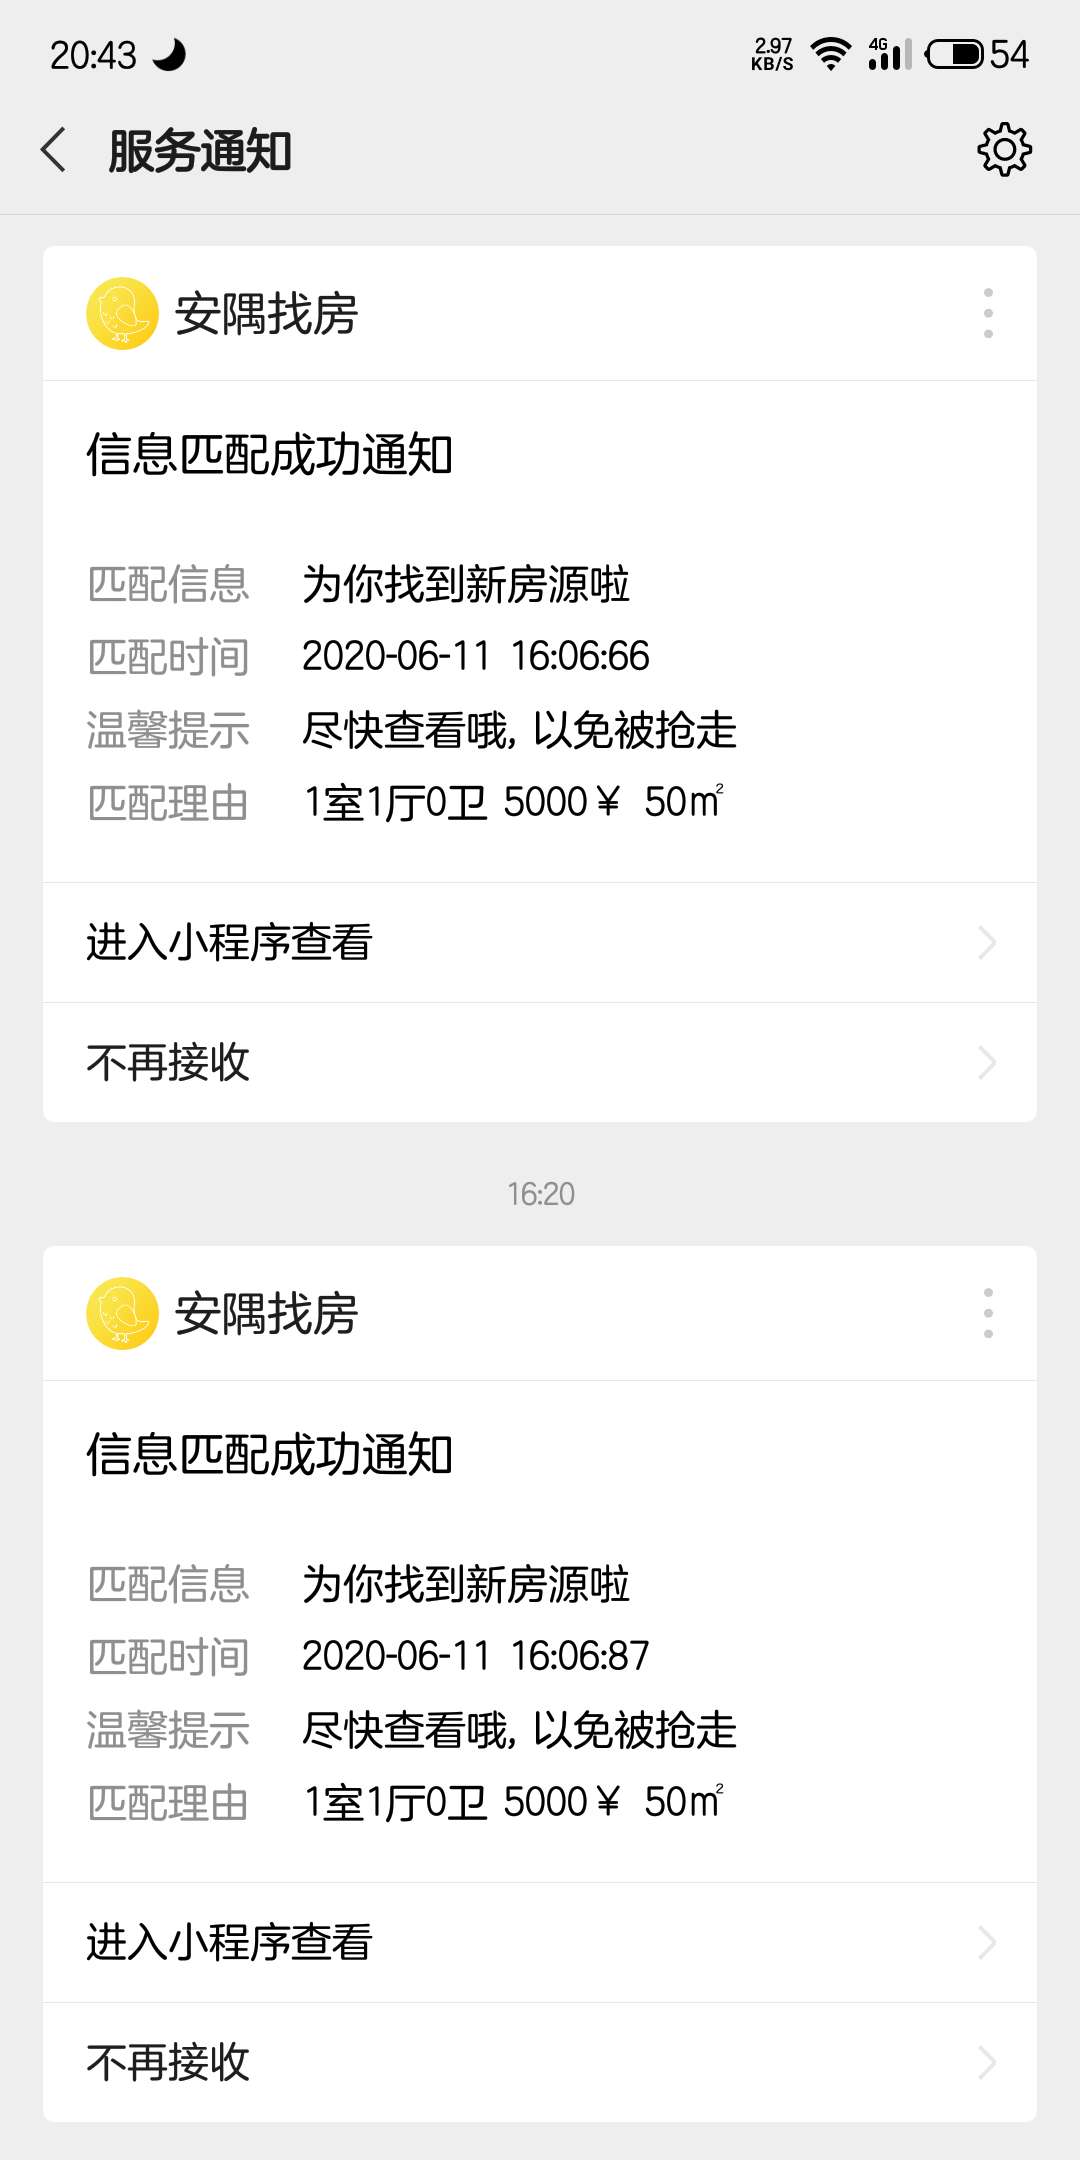 20:43 2.97 KB/S 4G 54
服务通知
安隅找房
信息匹配成功通知
匹配信息 为你找到新房源啦
匹配时间 2020-06-11 16:06:66
温馨提示 尽快查看哦, 以免被抢走
匹配理由 1室1厅0卫 5000￥ 50㎡
进入小程序查看
不再接收
16:20
安隅找房
信息匹配成功通知
匹配信息 为你找到新房源啦
匹配时间 2020-06-11 16:06:87
温馨提示 尽快查看哦, 以免被抢走
匹配理由 1室1厅0卫 5000￥ 50㎡
进入小程序查看
不再接收